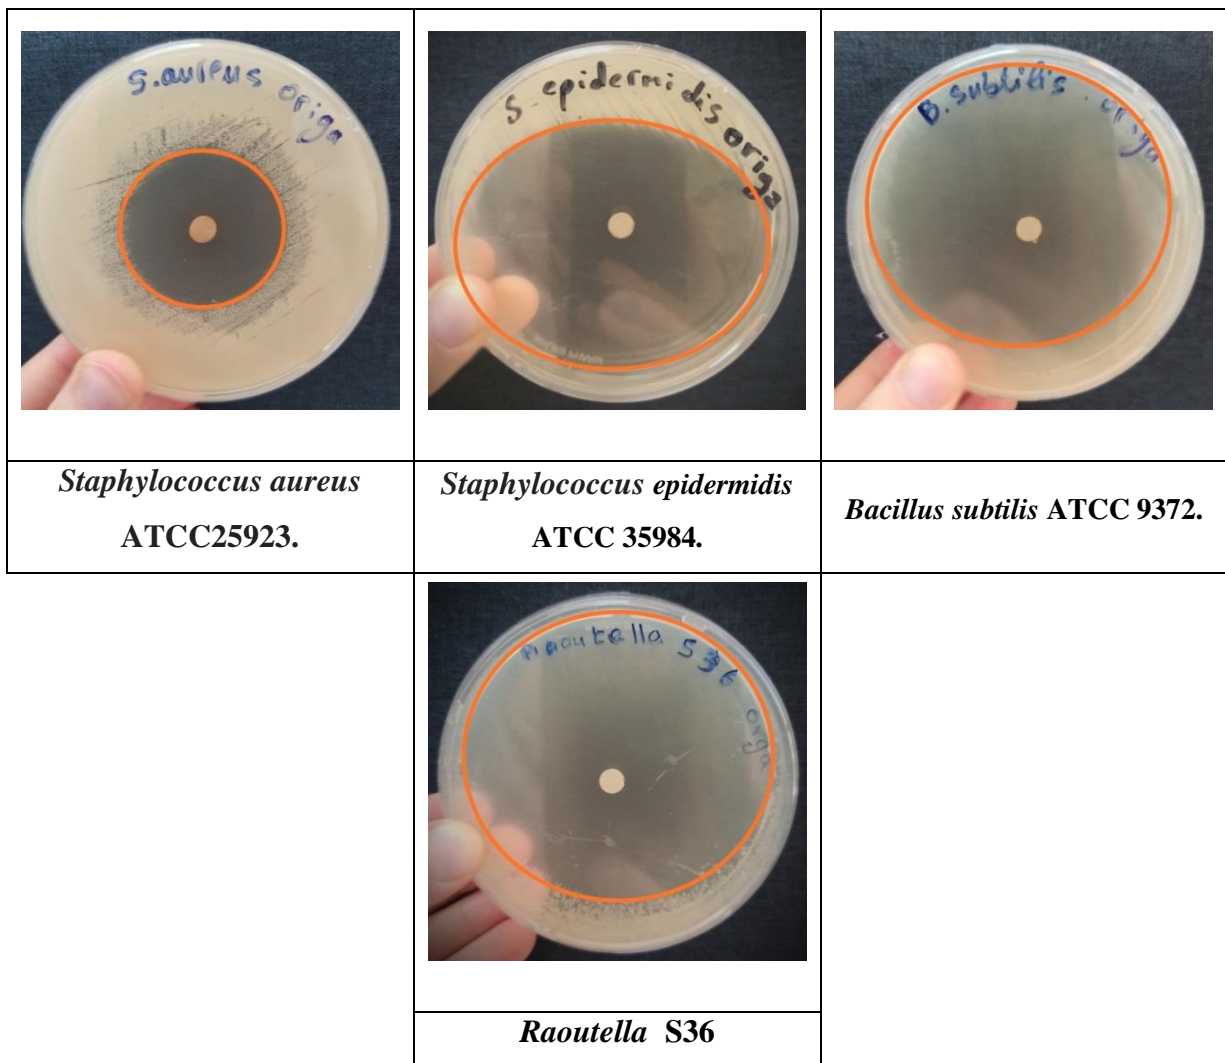 S.aureus origa
S. epidermidis origa
B. subtilis. origa
Staphylococcus aureus
ATCC25923.
Staphylococcus epidermidis
ATCC 35984.
Bacillus subtilis ATCC 9372.
Raoutella S36 origa
Raoutella S36